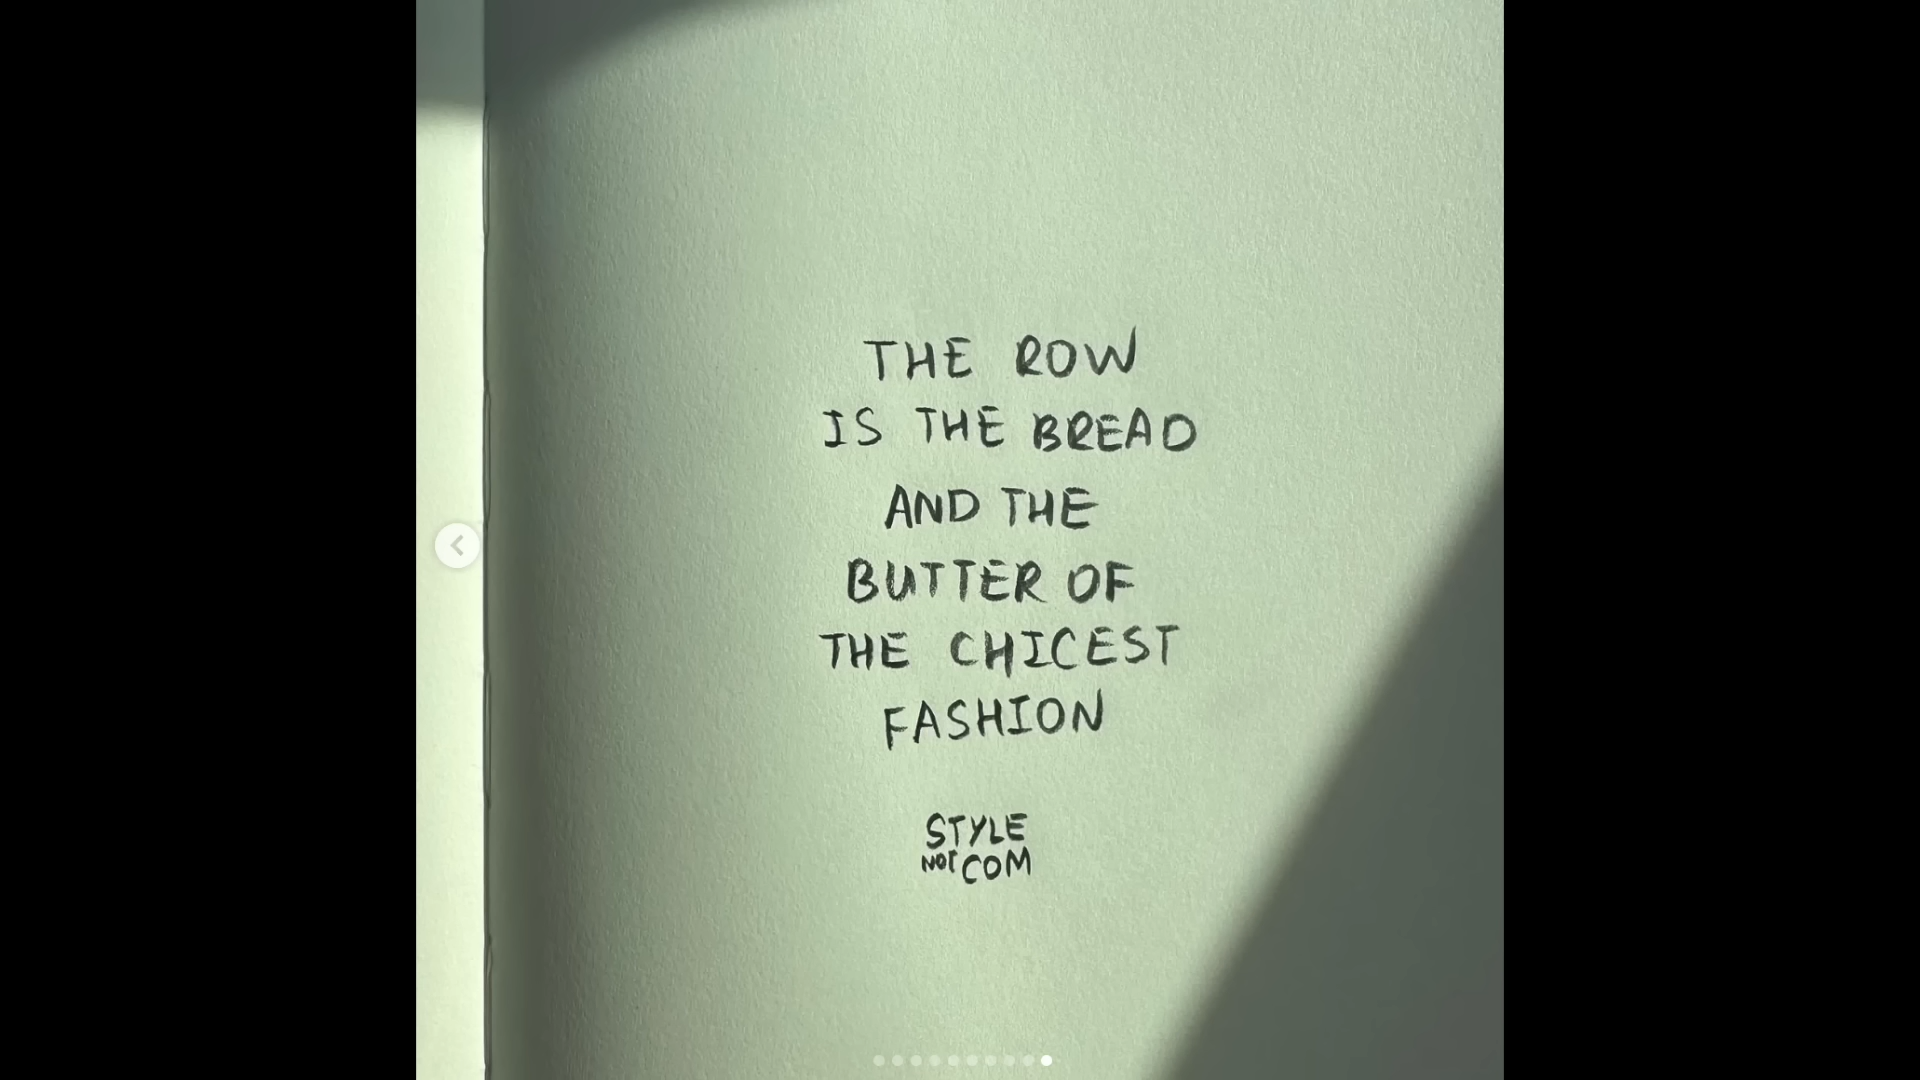 THE ROW
IS THE BREAD
AND THE
BUTTER OF
THE CHICEST
FASHION
STYLE
NOT COM